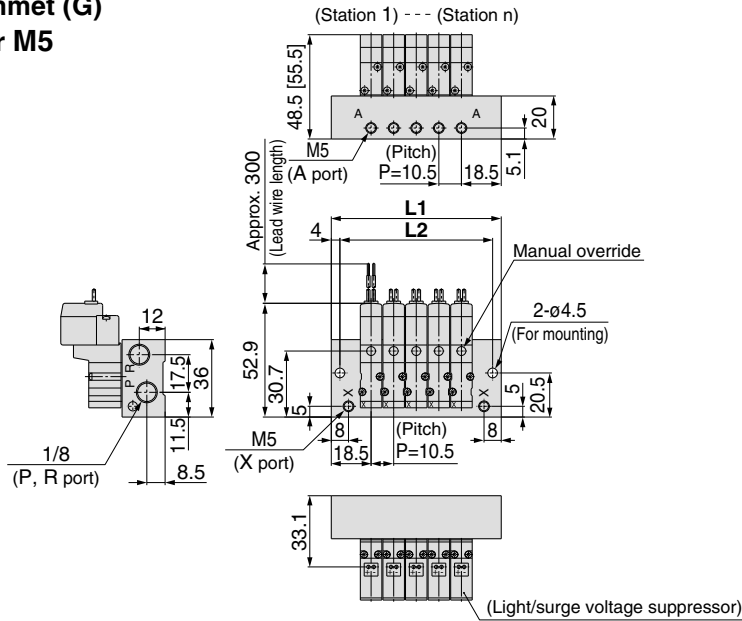 nmet (G)
r M5
(Station 1) --- (Station n)
48.5 [55.5]
A
A
20
5.1
M5
(A port)
(Pitch)
P=10.5
18.5
Approx. 300
(Lead wire length)
L1
4
L2
Manual override
2-ø4.5
(For mounting)
12
52.9
30.7
5
R
P
17.5
36
11.5
X
X
5
20.5
8
8
M5
(X port)
18.5
(Pitch)
P=10.5
1/8
(P, R port)
8.5
33.1
(Light/surge voltage suppressor)